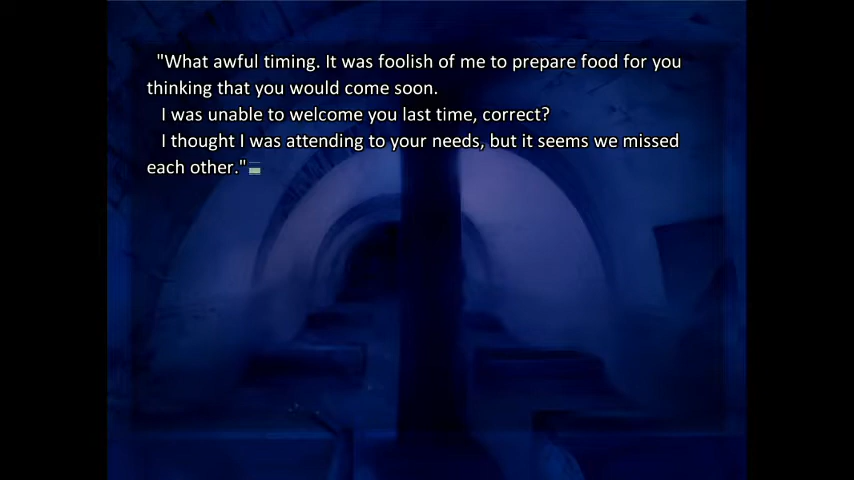 "What awful timing. It was foolish of me to prepare food for you
thinking that you would come soon.
I was unable to welcome you last time, correct?
I thought I was attending to your needs, but it seems we missed
each other."